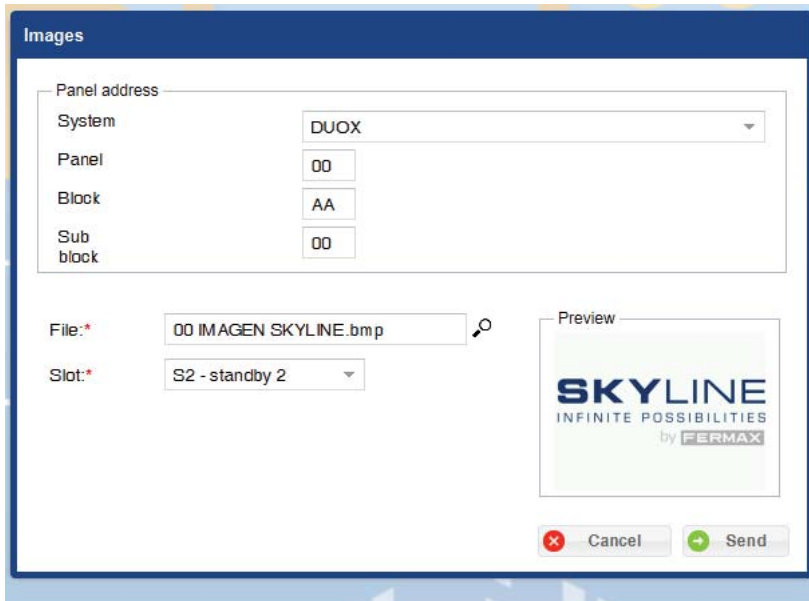 Images
Panel address
System
DUOX
Panel
00
Block
AA
Sub
block
00
File:*
00 IMAGEN SKYLINE.bmp
Slot:*
S2 - standby 2
Preview
SKYLINE
INFINITE POSSIBILITIES
by FERMAX
Cancel
Send